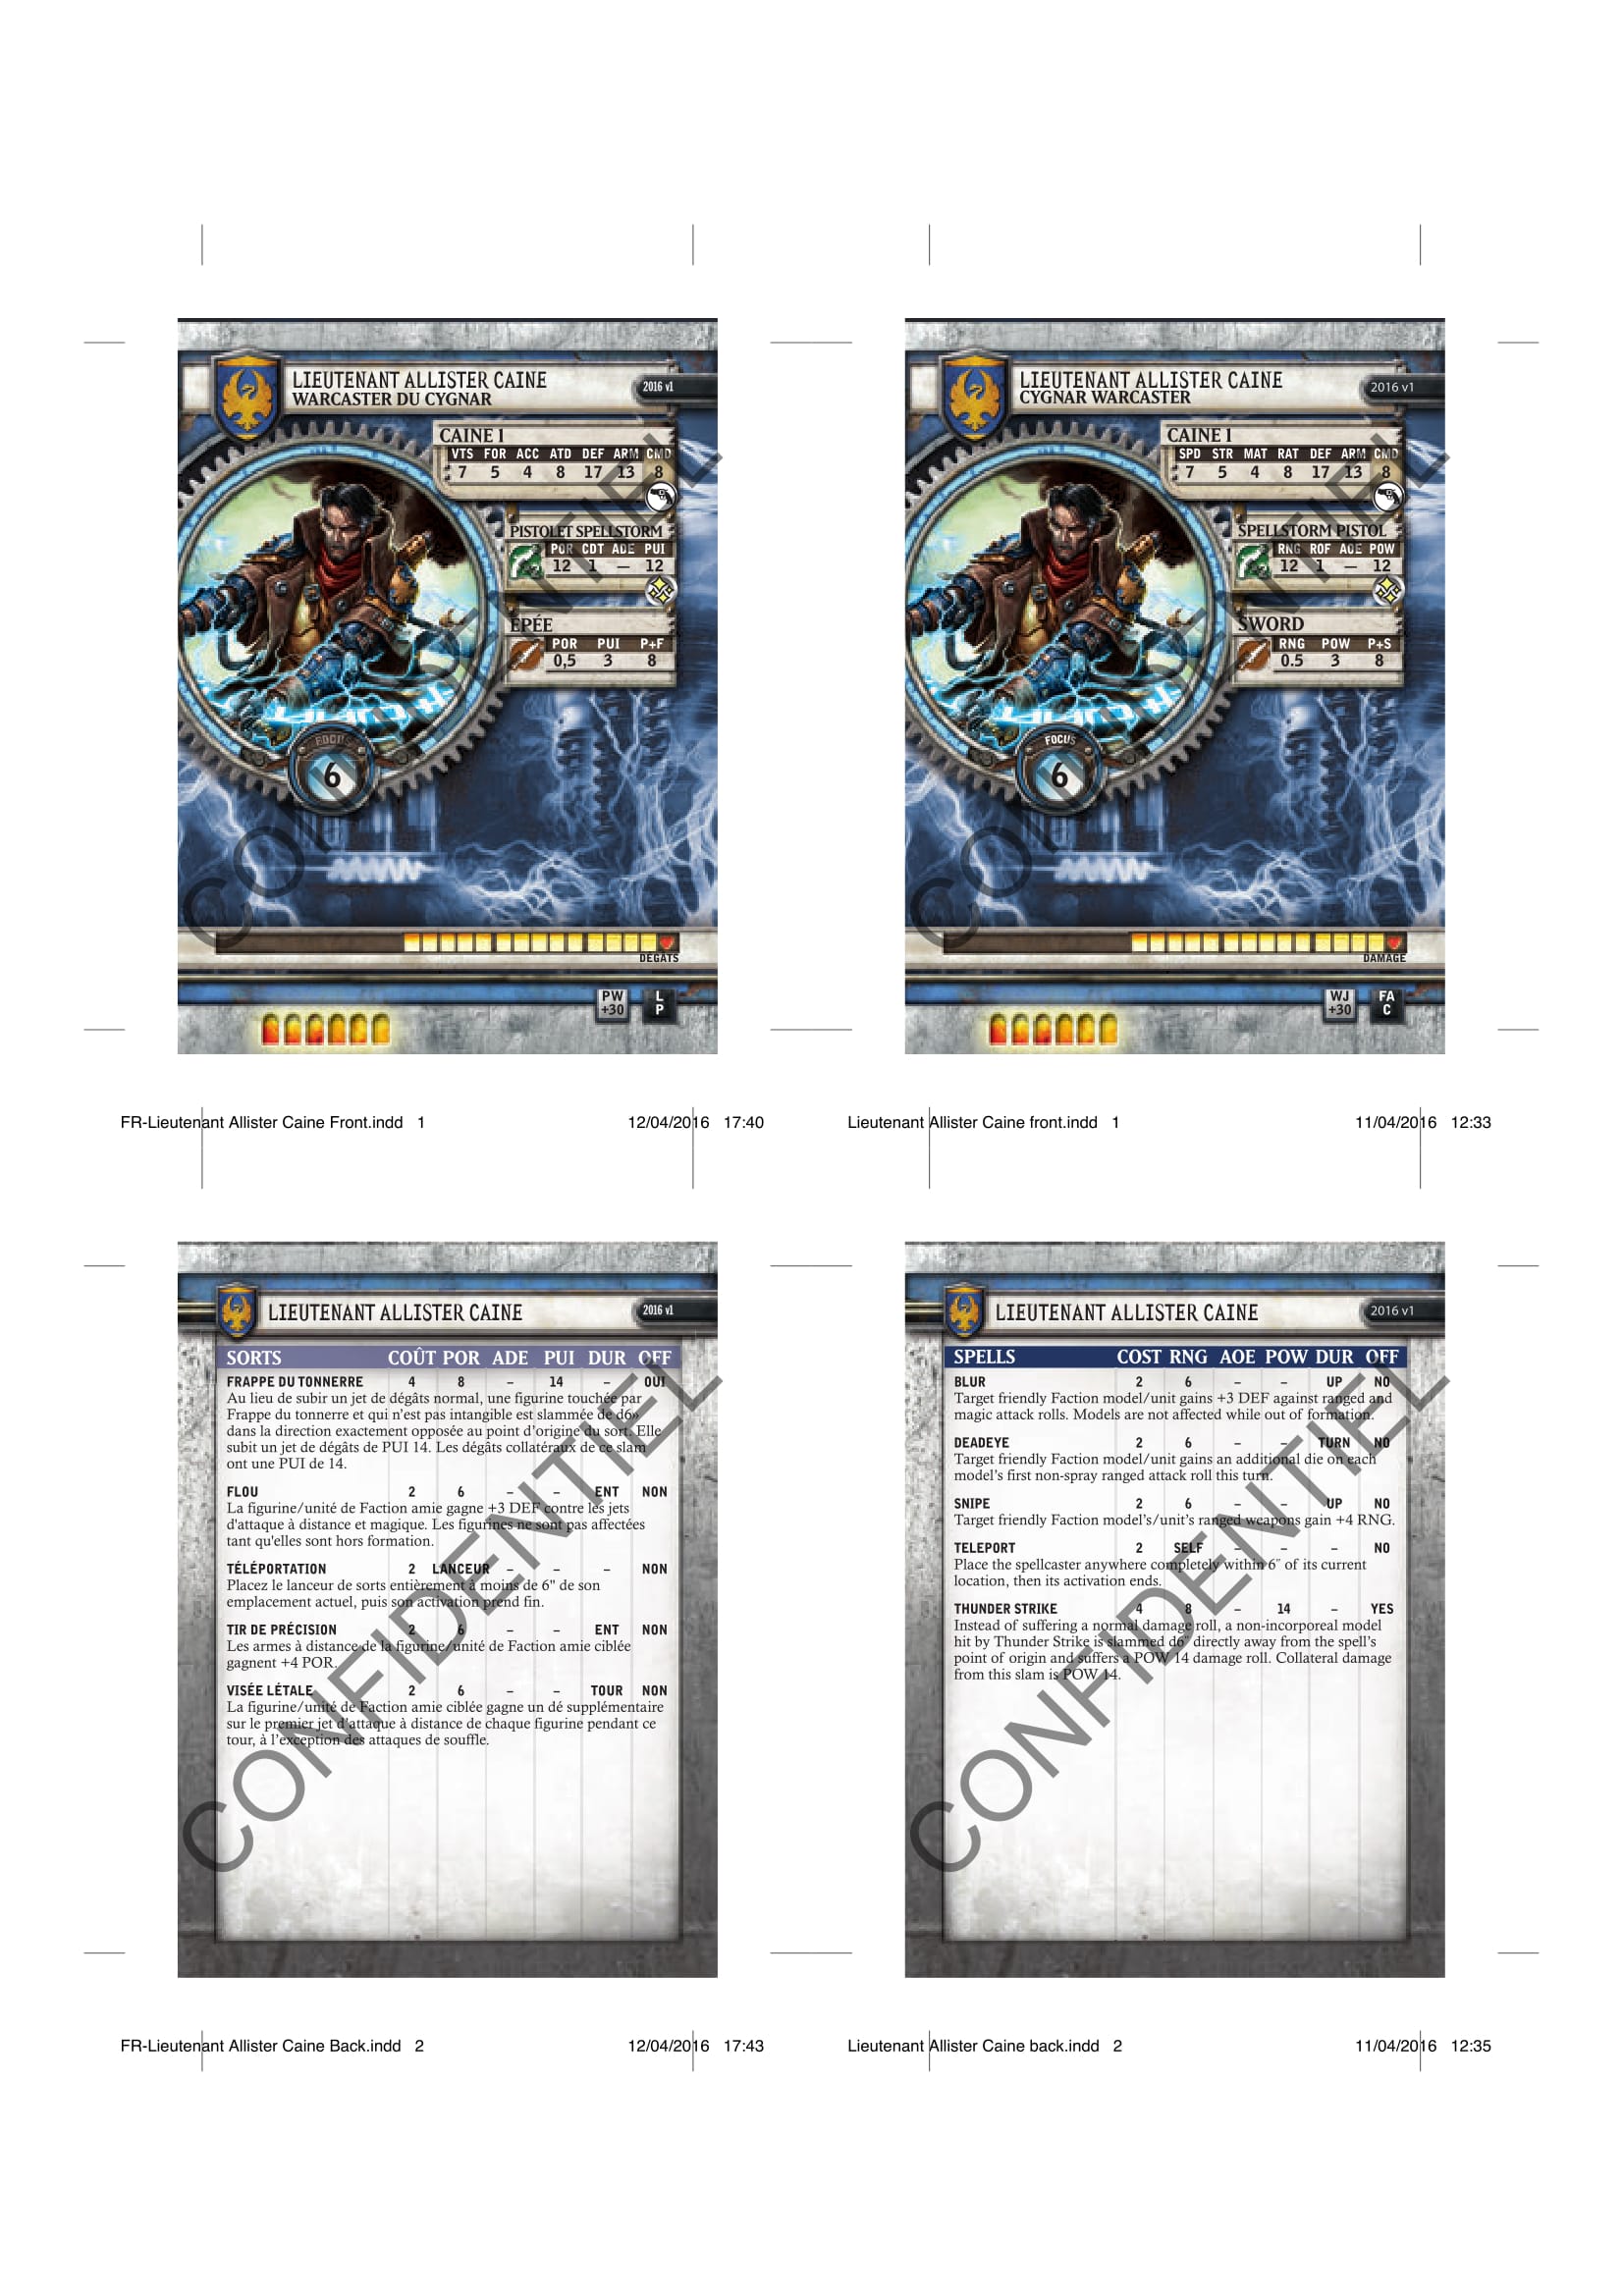 LIEUTENANT ALLISTER CAINE
WARCASTER DU CYGNAR
2016 v1
CAINE 1
VTS FOR ACC ATD DEF ARM CMD
7 5 4 8 17 13 8
PISTOLET SPELLSTORM
POR CDT ADE PUI
12 1 — 12
ÉPÉE
POR PUI P+F
0,5 3 8
FOCUS
6
DÉGÂTS
PW
+30
L
P
CONFIDENTIEL
FR-Lieutenant Allister Caine Front.indd 1
12/04/2016 17:40
LIEUTENANT ALLISTER CAINE
CYGNAR WARCASTER
2016 v1
CAINE 1
SPD STR MAT RAT DEF ARM CMD
7 5 4 8 17 13 8
SPELLSTORM PISTOL
RNG ROF AOE POW
12 1 — 12
SWORD
RNG POW P+S
0.5 3 8
FOCUS
6
DAMAGE
WJ
+30
FA
C
CONFIDENTIEL
Lieutenant Allister Caine front.indd 1
11/04/2016 12:33
LIEUTENANT ALLISTER CAINE
2016 v1
SORTS COÛT POR ADE PUI DUR OFF
FRAPPE DU TONNERRE 4 8 – 14 – OUI
Au lieu de subir un jet de dégâts normal, une figurine touchée par
Frappe du tonnerre et qui n'est pas intangible est slammée de d6»
dans la direction exactement opposée au point d'origine du sort. Elle
subit un jet de dégâts de PUI 14. Les dégâts collatéraux de ce slam
ont une PUI de 14.
FLOU 2 6 – – ENT NON
La figurine/unité de Faction amie gagne +3 DEF contre les jets
d'attaque à distance et magique. Les figurines ne sont pas affectées
tant qu'elles sont hors formation.
TÉLÉPORTATION 2 LANCEUR – – – NON
Placez le lanceur de sorts entièrement à moins de 6" de son
emplacement actuel, puis son activation prend fin.
TIR DE PRÉCISION 2 6 – – ENT NON
Les armes à distance de la figurine/unité de Faction amie ciblée
gagnent +4 POR.
VISÉE LÉTALE 2 6 – – TOUR NON
La figurine/unité de Faction amie ciblée gagne un dé supplémentaire
sur le premier jet d'attaque à distance de chaque figurine pendant ce
tour, à l'exception des attaques de souffle.
CONFIDENTIEL
FR-Lieutenant Allister Caine Back.indd 2
12/04/2016 17:43
LIEUTENANT ALLISTER CAINE
2016 v1
SPELLS COST RNG AOE POW DUR OFF
BLUR 2 6 – – UP NO
Target friendly Faction model/unit gains +3 DEF against ranged and
magic attack rolls. Models are not affected while out of formation.
DEADEYE 2 6 – – TURN NO
Target friendly Faction model/unit gains an additional die on each
model's first non-spray ranged attack roll this turn.
SNIPE 2 6 – – UP NO
Target friendly Faction model's/unit's ranged weapons gain +4 RNG.
TELEPORT 2 SELF – – – NO
Place the spellcaster anywhere completely within 6″ of its current
location, then its activation ends.
THUNDER STRIKE 4 8 – 14 – YES
Instead of suffering a normal damage roll, a non-incorporeal model
hit by Thunder Strike is slammed d6″ directly away from the spell's
point of origin and suffers a POW 14 damage roll. Collateral damage
from this slam is POW 14.
CONFIDENTIEL
Lieutenant Allister Caine back.indd 2
11/04/2016 12:35